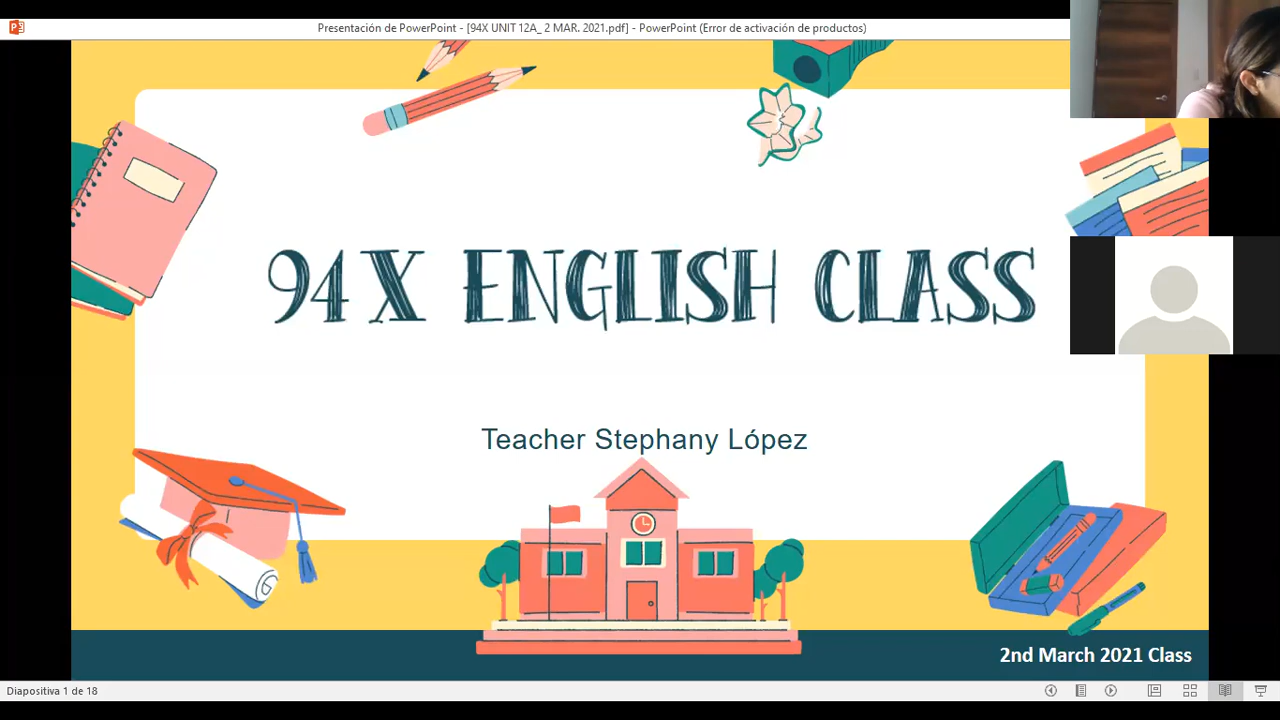 Presentación de PowerPoint - [94X UNIT 12A_ 2 MAR. 2021.pdf] - PowerPoint (Error de activación de productos)
94X ENGLISH CLASS
Teacher Stephany López
2nd March 2021 Class
Diapositiva 1 de 18